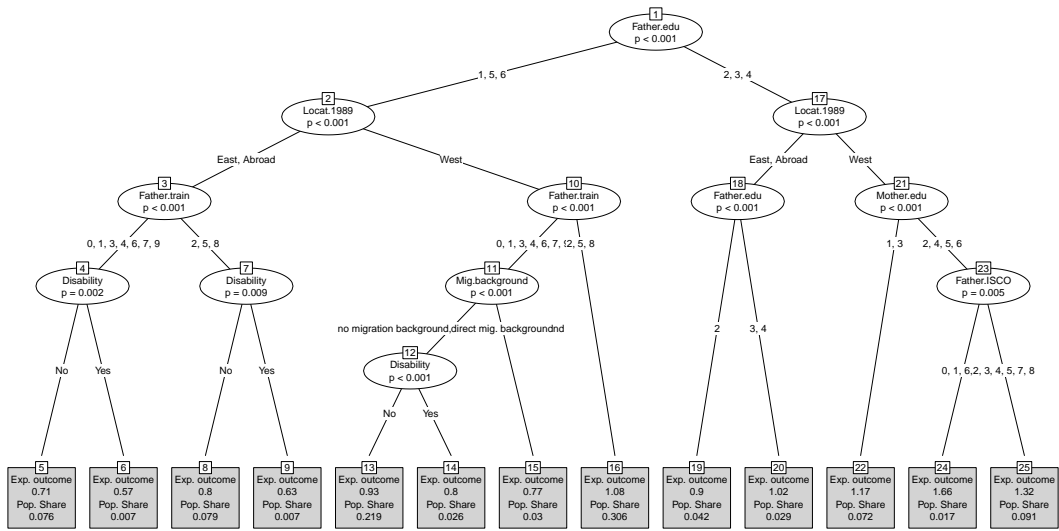 1
Father.edu
p < 0.001
1, 5, 6
2, 3, 4
2
Locat.1989
p < 0.001
17
Locat.1989
p < 0.001
East, Abroad
West
East, Abroad
West
3
Father.train
p < 0.001
10
Father.train
p < 0.001
18
Father.edu
p < 0.001
21
Mother.edu
p < 0.001
0, 1, 3, 4, 6, 7, 9
2, 5, 8
0, 1, 3, 4, 6, 7, 9
2, 5, 8
1, 3
2, 4, 5, 6
4
Disability
p = 0.002
7
Disability
p = 0.009
11
Mig.background
p < 0.001
23
Father.ISCO
p = 0.005
no migration background,
direct mig. background
2
3, 4
12
Disability
p < 0.001
No
Yes
No
Yes
0, 1, 6,
2, 3, 4, 5, 7, 8
No
Yes
5
Exp. outcome
0.71
Pop. Share
0.076
6
Exp. outcome
0.57
Pop. Share
0.007
8
Exp. outcome
0.8
Pop. Share
0.079
9
Exp. outcome
0.63
Pop. Share
0.007
13
Exp. outcome
0.93
Pop. Share
0.219
14
Exp. outcome
0.8
Pop. Share
0.026
15
Exp. outcome
0.77
Pop. Share
0.03
16
Exp. outcome
1.08
Pop. Share
0.306
19
Exp. outcome
0.9
Pop. Share
0.042
20
Exp. outcome
1.02
Pop. Share
0.029
22
Exp. outcome
1.17
Pop. Share
0.072
24
Exp. outcome
1.66
Pop. Share
0.017
25
Exp. outcome
1.32
Pop. Share
0.091